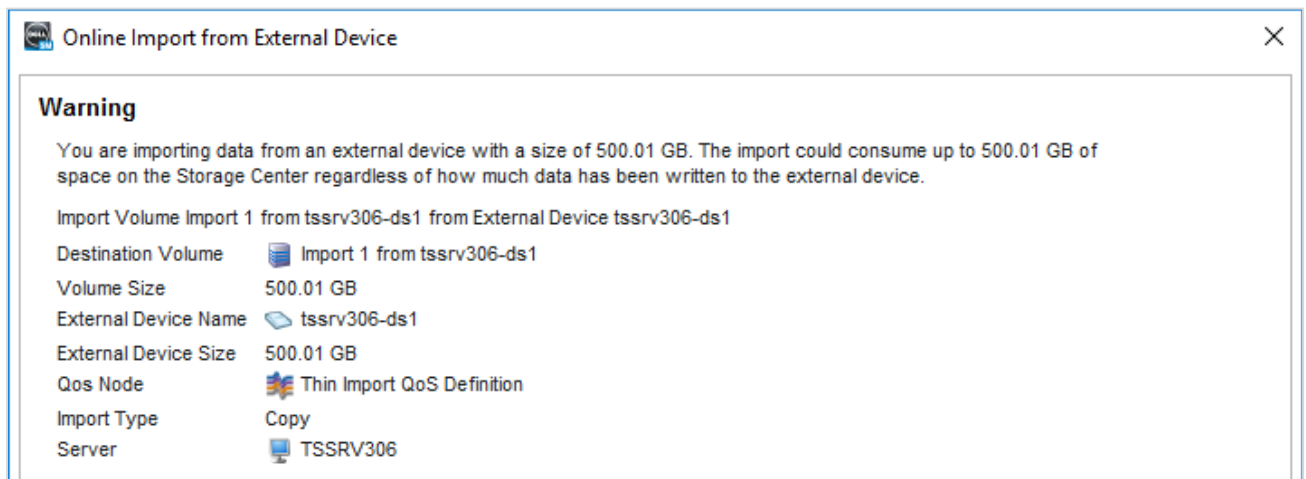 Online Import from External Device
Warning
You are importing data from an external device with a size of 500.01 GB. The import could consume up to 500.01 GB of
space on the Storage Center regardless of how much data has been written to the external device.
Import Volume Import 1 from tssrv306-ds1 from External Device tssrv306-ds1
Destination Volume Import 1 from tssrv306-ds1
Volume Size 500.01 GB
External Device Name tssrv306-ds1
External Device Size 500.01 GB
Qos Node Thin Import QoS Definition
Import Type Copy
Server TSSRV306